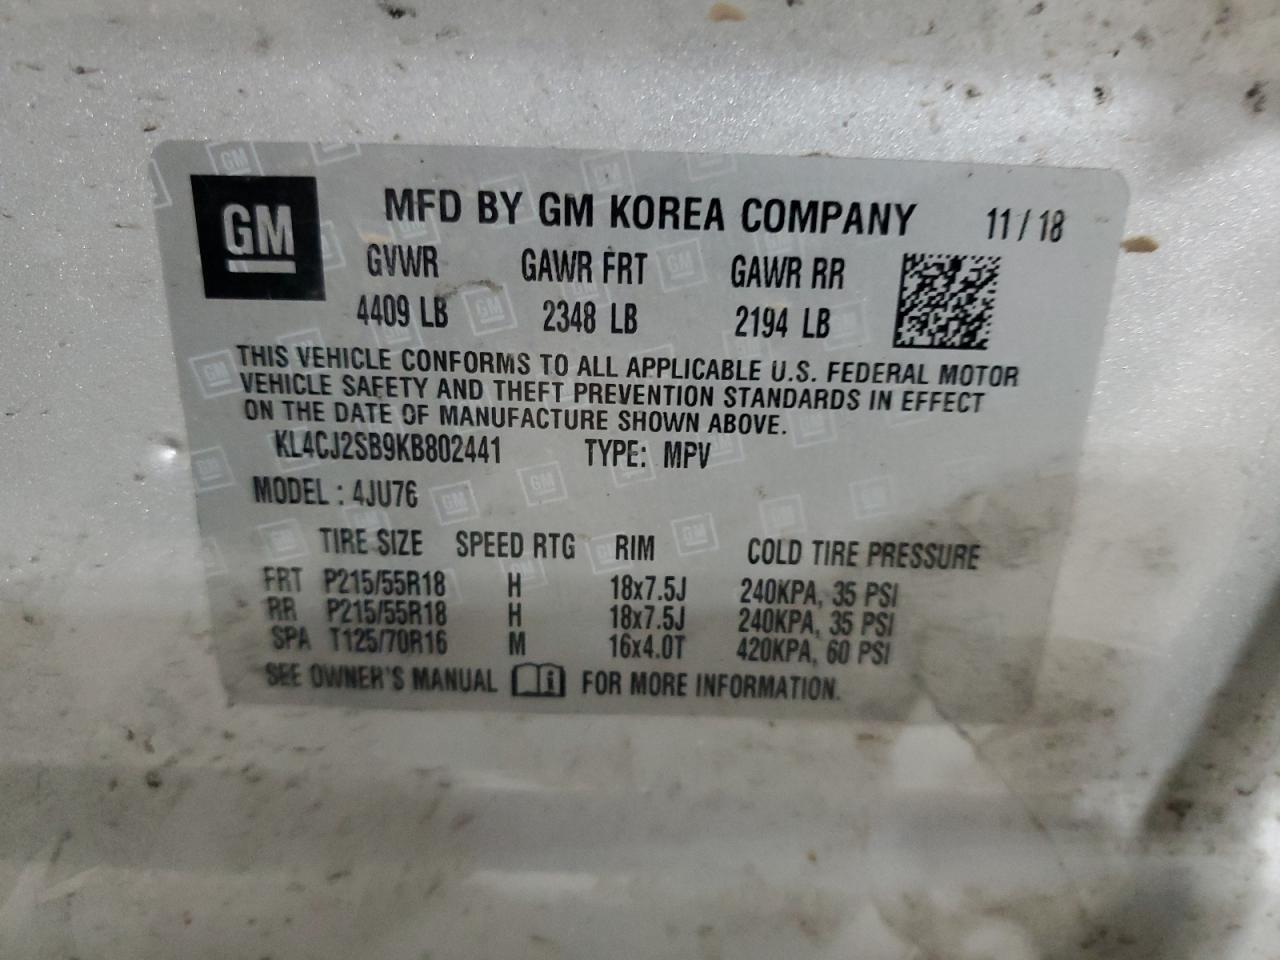 GM
MFD BY GM KOREA COMPANY 11 / 18
GVWR GAWR FRT GAWR RR
4409 LB 2348 LB 2194 LB
THIS VEHICLE CONFORMS TO ALL APPLICABLE U.S. FEDERAL MOTOR
VEHICLE SAFETY AND THEFT PREVENTION STANDARDS IN EFFECT
ON THE DATE OF MANUFACTURE SHOWN ABOVE.
KL4CJ2SB9KB802441 TYPE: MPV
MODEL : 4JU76
TIRE SIZE SPEED RTG RIM COLD TIRE PRESSURE
FRT P215/55R18 H 18x7.5J 240KPA, 35 PSI
RR P215/55R18 H 18x7.5J 240KPA, 35 PSI
SPA T125/70R16 M 16x4.0T 420KPA, 60 PSI
SEE OWNER'S MANUAL i FOR MORE INFORMATION.